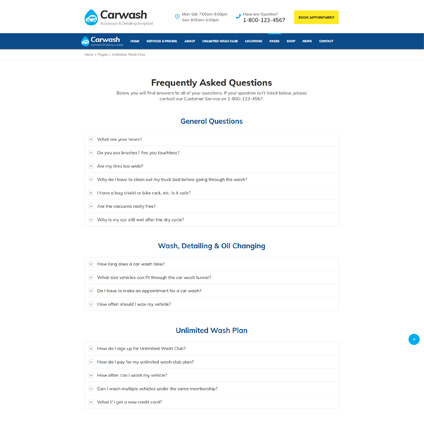 Carwash
Automotive & Detailing Template
Mon-Sat: 7:00am-8:00pm
Sun: 8:00am-6:00pm
Have any Question?
1-800-123-4567
BOOK APPOINTMENT
Carwash
HOME SERVICES & PRICING ABOUT UNLIMITED WASH CLUB LOCATIONS PAGES SHOP NEWS CONTACT
Home > Pages > Unlimited Wash Club
Frequently Asked Questions
Below you will find answers to all of your questions. If your question isn't listed below, please
contact our Customer Service on 1-800-123-4567.
General Questions
What are your hours?
Do you use brushes? Are you touchless?
Are my tires too wide?
Why do I have to clean out my truck bed before going through the wash?
I have a bug shield or bike rack, etc. Is it safe?
Are the vacuums really free?
Why is my car still wet after the dry cycle?
Wash, Detailing & Oil Changing
How long does a car wash take?
What size vehicles can fit through the car wash tunnel?
Do I have to make an appointment for a car wash?
How often should I wax my vehicle?
Unlimited Wash Plan
How do I sign up for Unlimited Wash Club?
How do I pay for my unlimited wash club plan?
How often can I wash my vehicle?
Can I wash multiple vehicles under the same membership?
What if I get a new credit card?